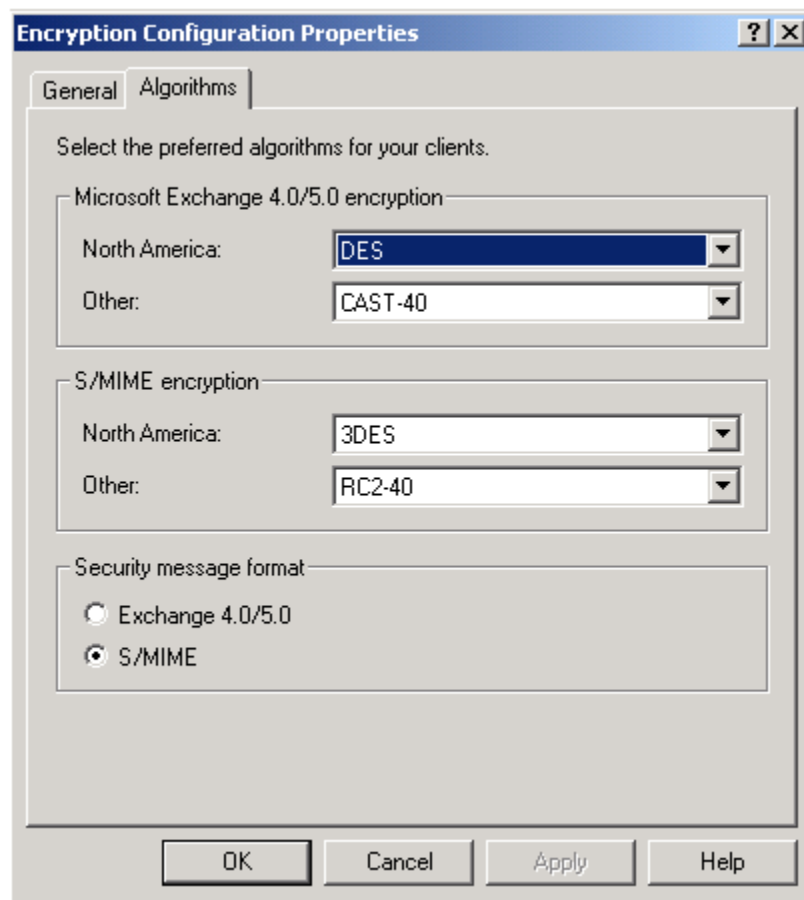 Encryption Configuration Properties
General Algorithms
Select the preferred algorithms for your clients.
Microsoft Exchange 4.0/5.0 encryption
North America: DES
Other: CAST-40
S/MIME encryption
North America: 3DES
Other: RC2-40
Security message format
Exchange 4.0/5.0
S/MIME
OK Cancel Apply Help